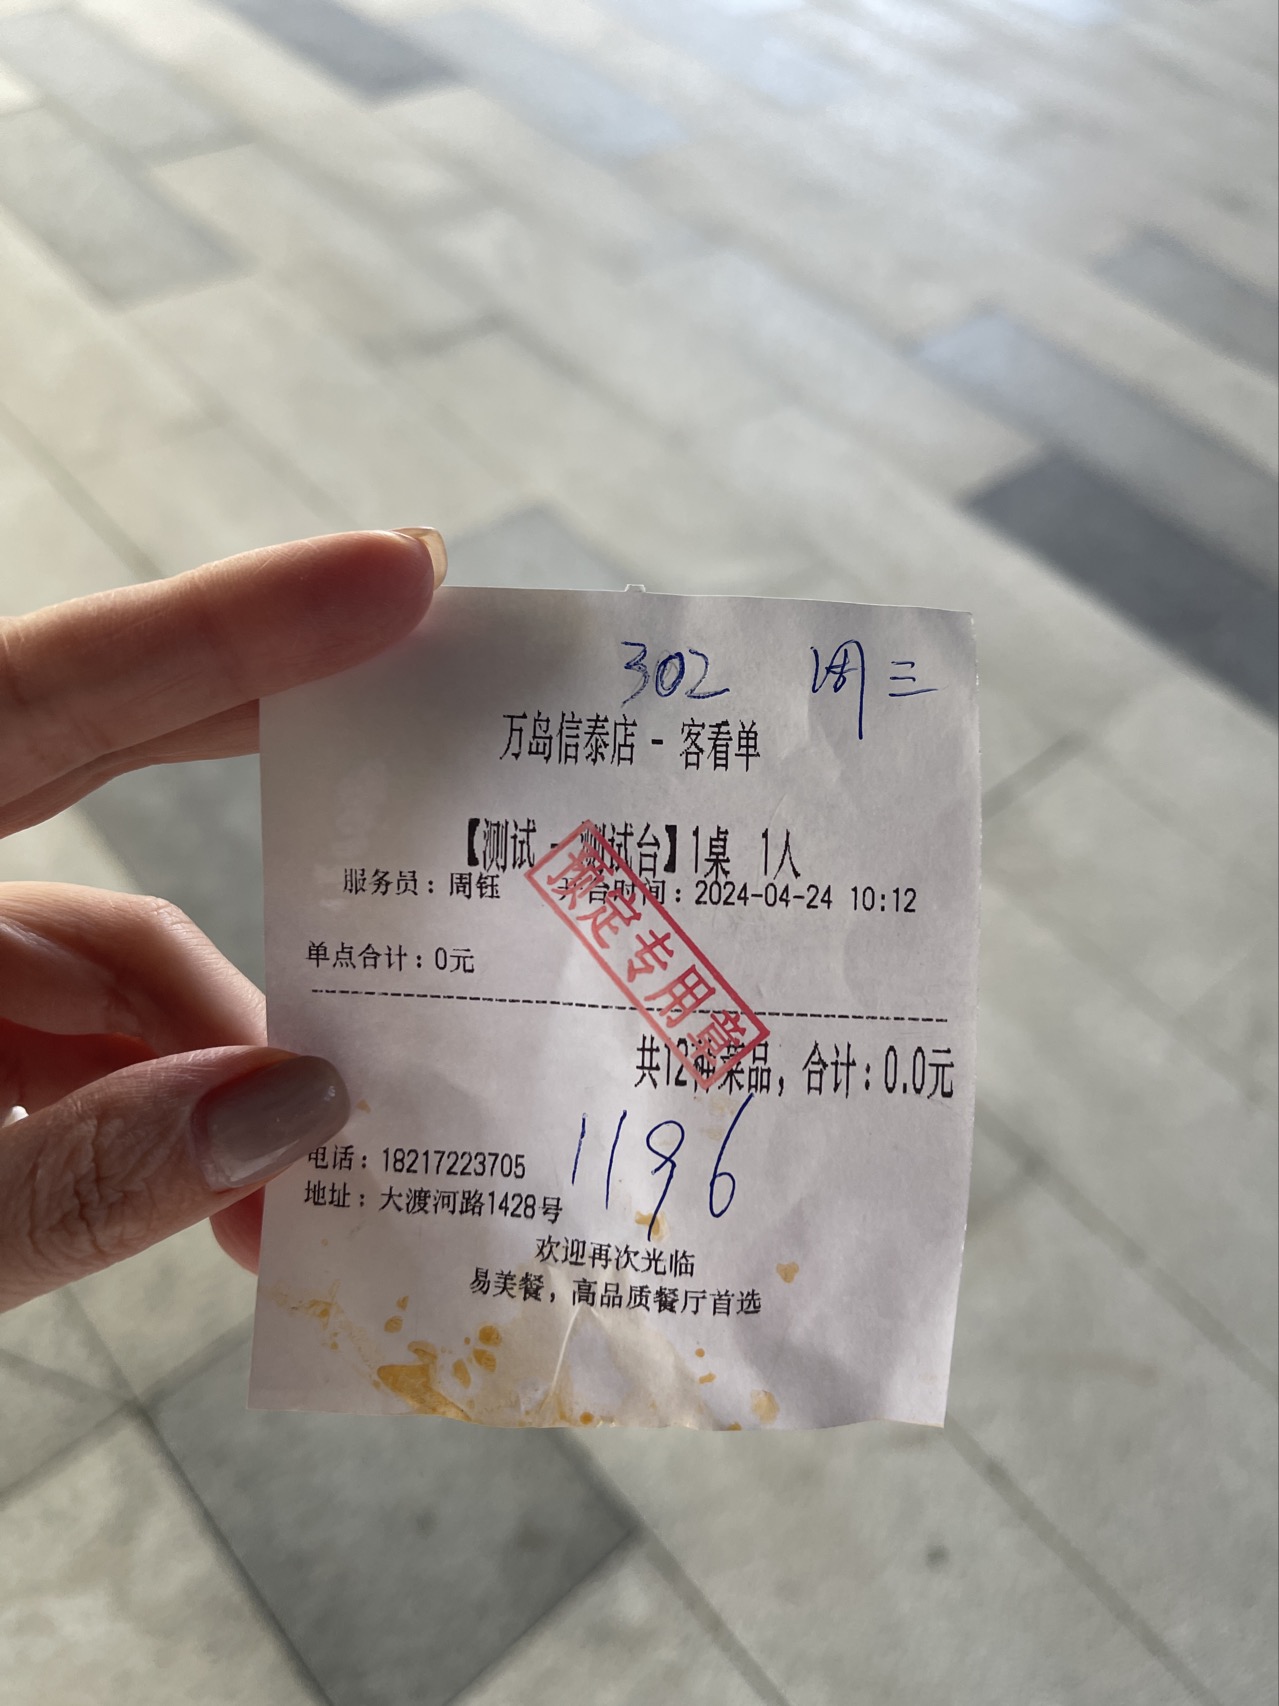 302 周三
万岛信泰店 - 客看单
【测试 - 测试台】1桌 1人
服务员：周钰 开台时间：2024-04-24 10:12
预定专用章
单点合计：0元
共12种菜品，合计：0.0元
1196
电话：18217223705
地址：大渡河路1428号
欢迎再次光临
易美餐，高品质餐厅首选